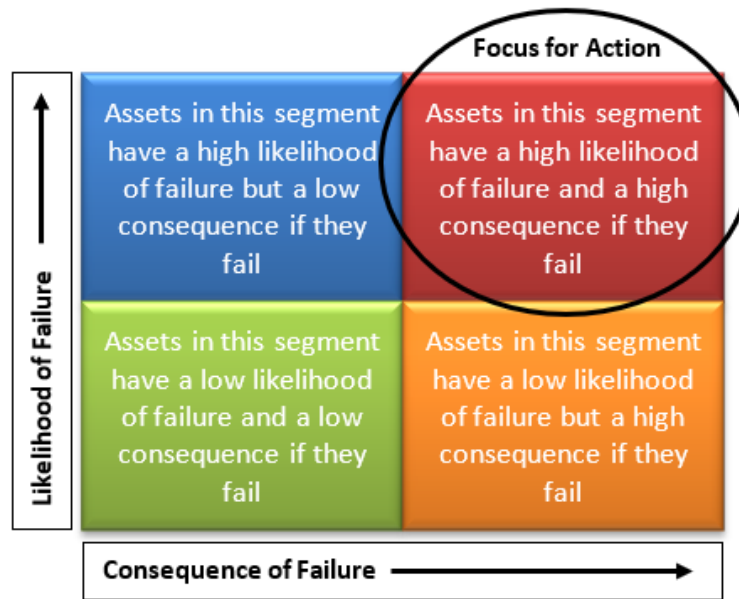 Focus for Action
Assets in this segment
have a high likelihood
of failure but a low
consequence if they
fail
Assets in this segment
have a high likelihood
of failure and a high
consequence if they
fail
Likelihood of Failure
Assets in this segment
have a low likelihood
of failure and a low
consequence if they
fail
Assets in this segment
have a low likelihood
of failure but a high
consequence if they
fail
Consequence of Failure